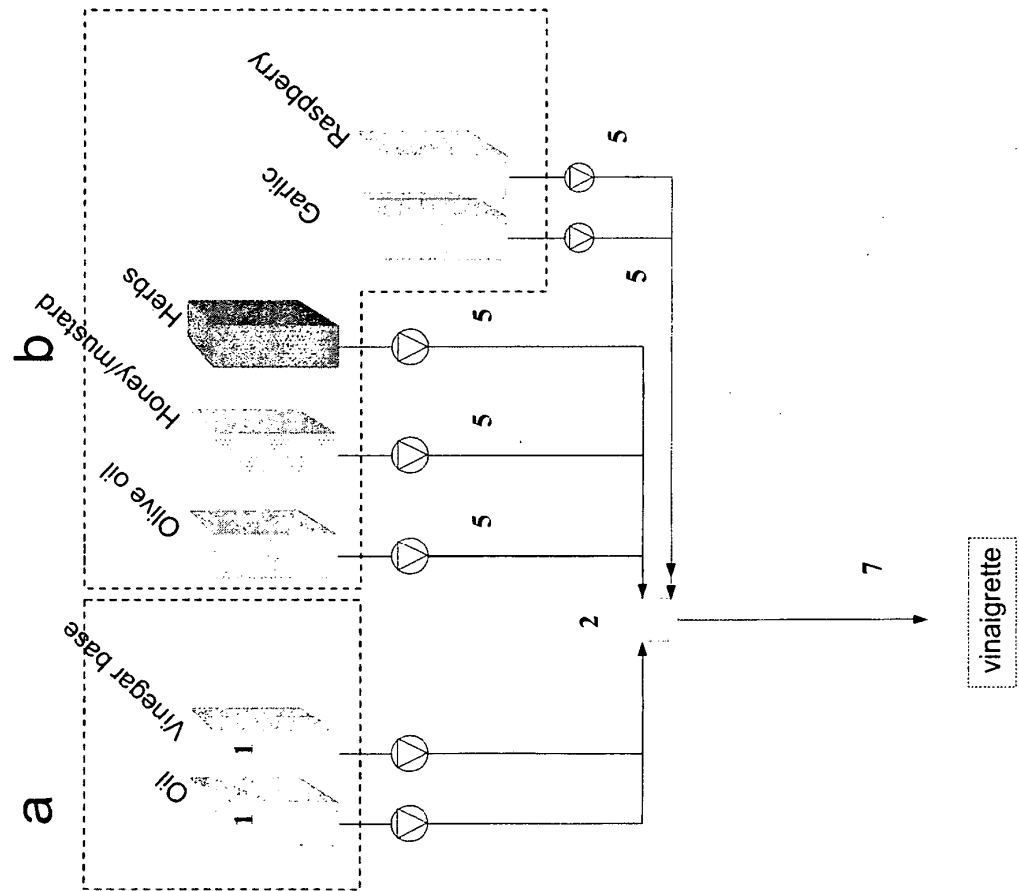 a
b
Oil
Vinegar base
Olive oil
Honey/mustard
Herbs
Garlic
Raspberry
1
1
5
5
5
5
5
2
7
vinaigrette